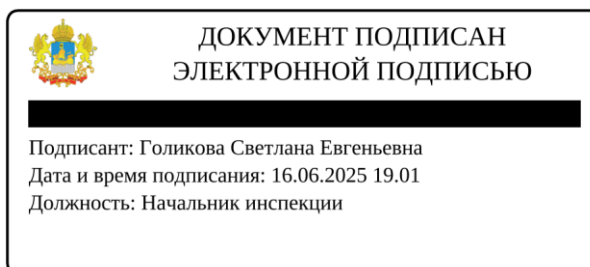 ДОКУМЕНТ ПОДПИСАН
ЭЛЕКТРОННОЙ ПОДПИСЬЮ
Подписант: Голикова Светлана Евгеньевна
Дата и время подписания: 16.06.2025 19.01
Должность: Начальник инспекции